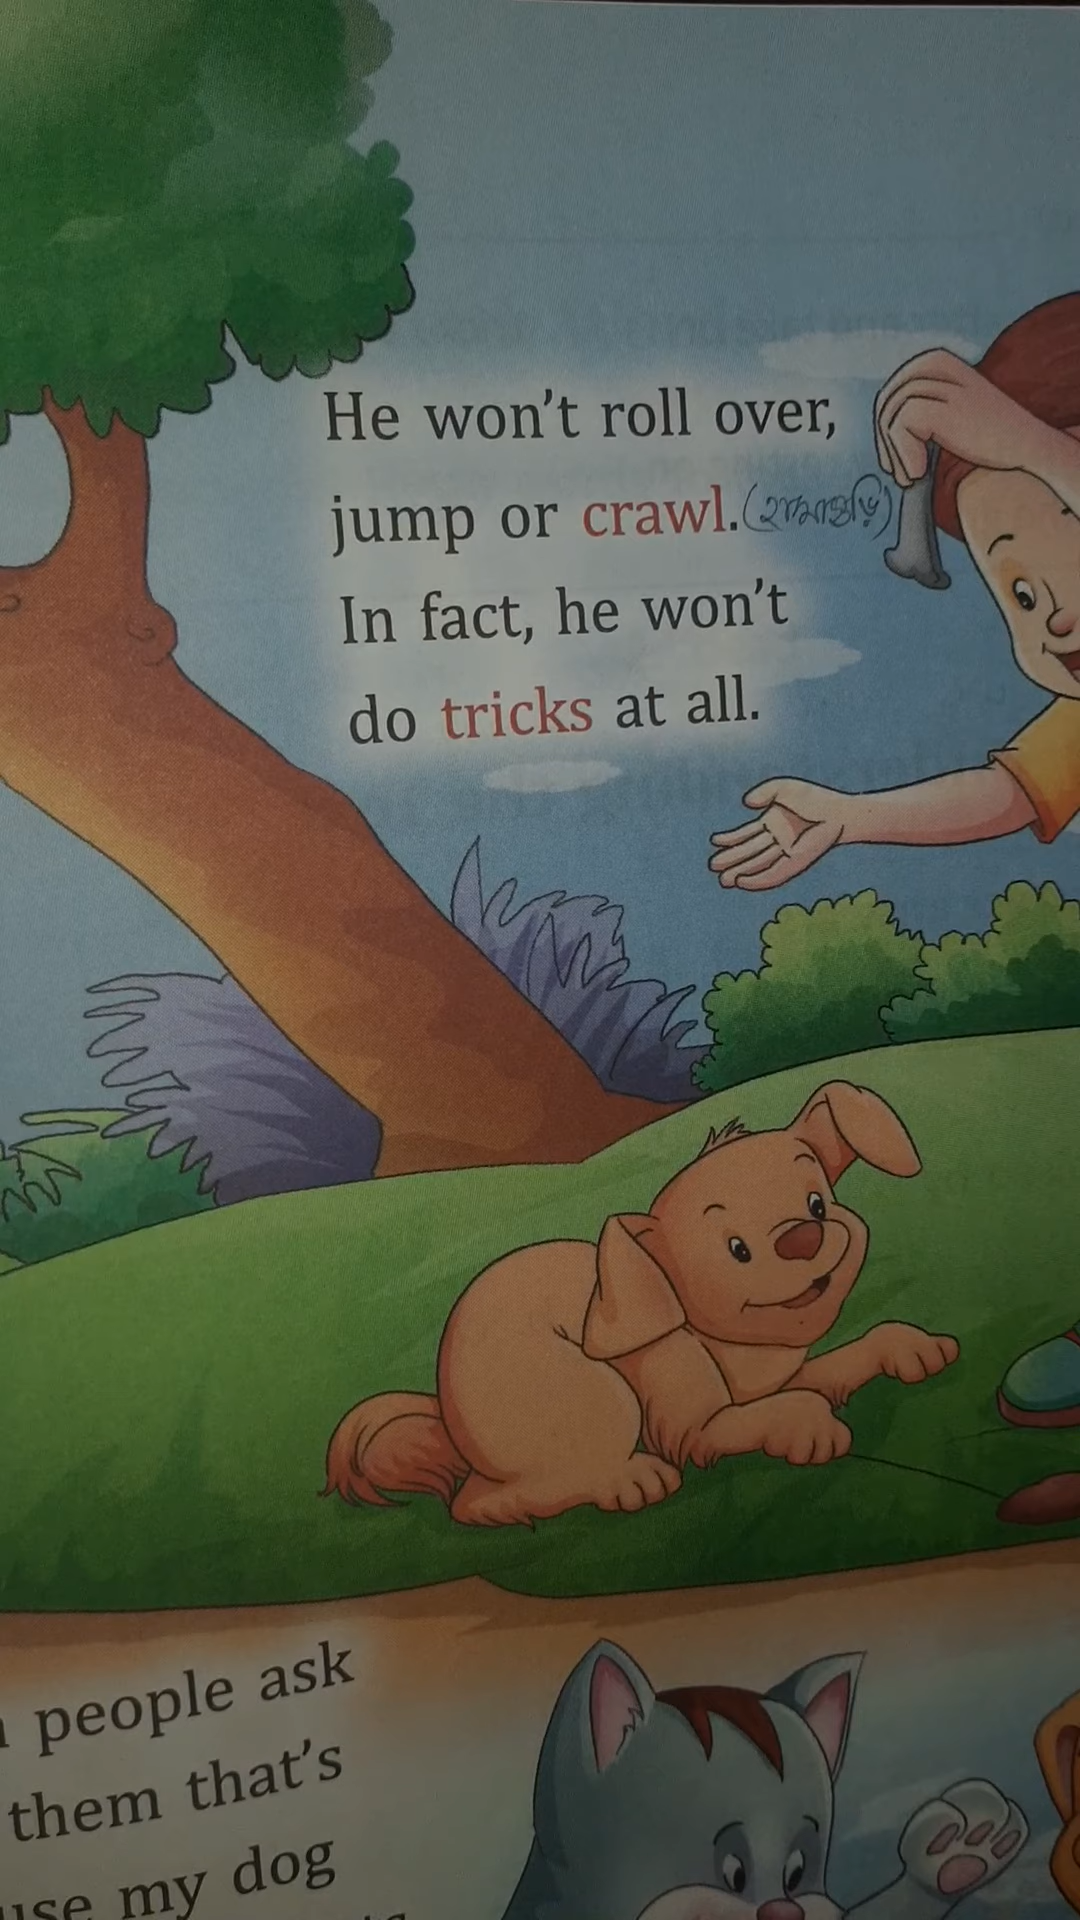 He won't roll over,
jump or crawl. (হামাগুড়ি)
In fact, he won't
do tricks at all.
people ask
them that's
my dog